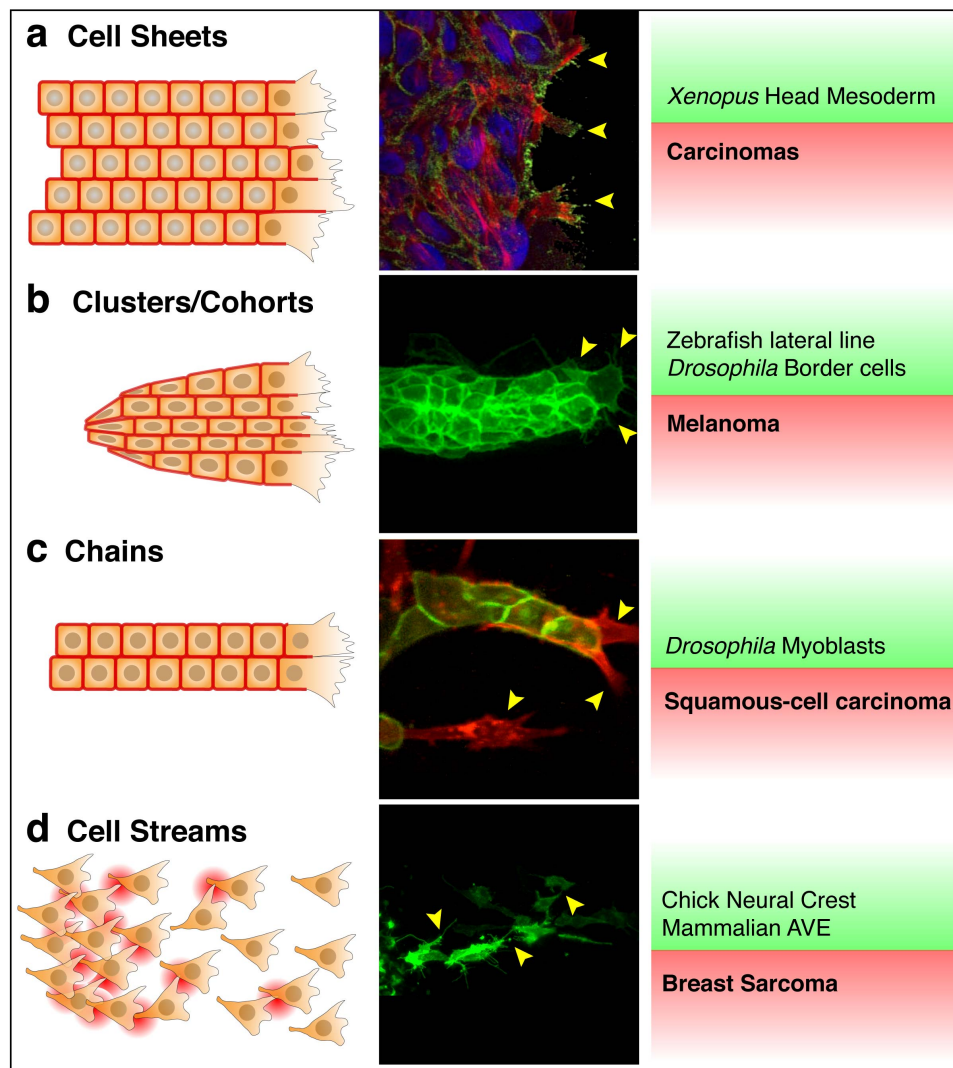 a Cell Sheets
Xenopus Head Mesoderm
Carcinomas
b Clusters/Cohorts
Zebrafish lateral line
Drosophila Border cells
Melanoma
c Chains
Drosophila Myoblasts
Squamous-cell carcinoma
d Cell Streams
Chick Neural Crest
Mammalian AVE
Breast Sarcoma